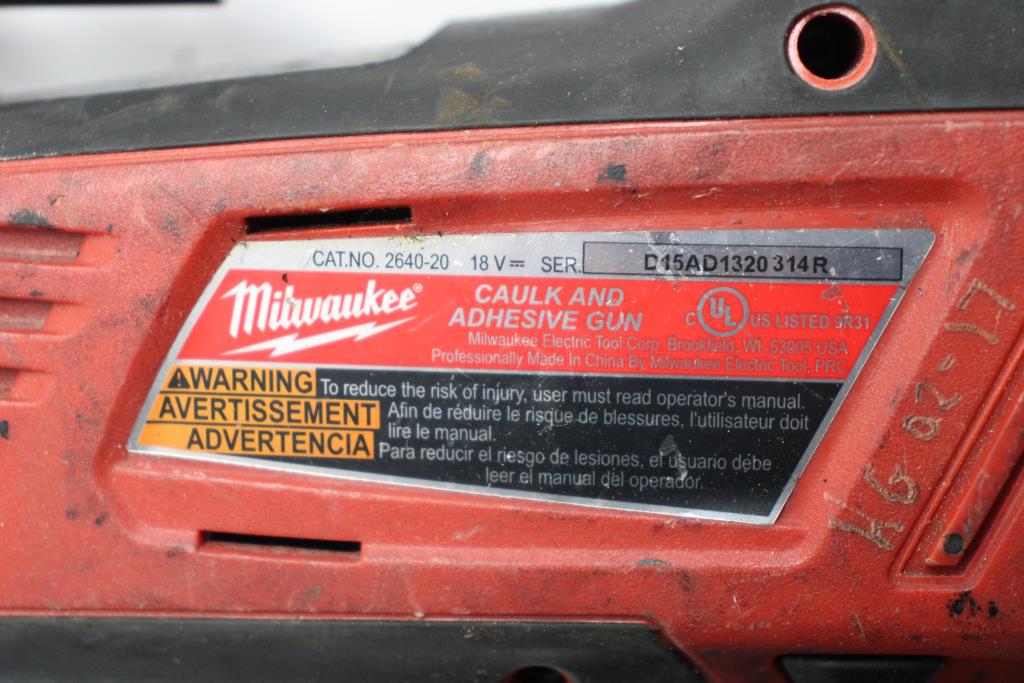 CAT.NO. 2640-20 18 V⎓ SER. D15AD1320314R
Milwaukee®
CAULK AND
ADHESIVE GUN
C UL US LISTED 9R31
Milwaukee Electric Tool Corp. Brookfield, WI 53005 USA
Professionally Made In China By Milwaukee Electric Tool, PRC
⚠WARNING To reduce the risk of injury, user must read operator's manual.
AVERTISSEMENT Afin de réduire le risque de blessures, l'utilisateur doit
lire le manual.
ADVERTENCIA Para reducir el riesgo de lesiones, el usuario debe
leer el manual del operador.